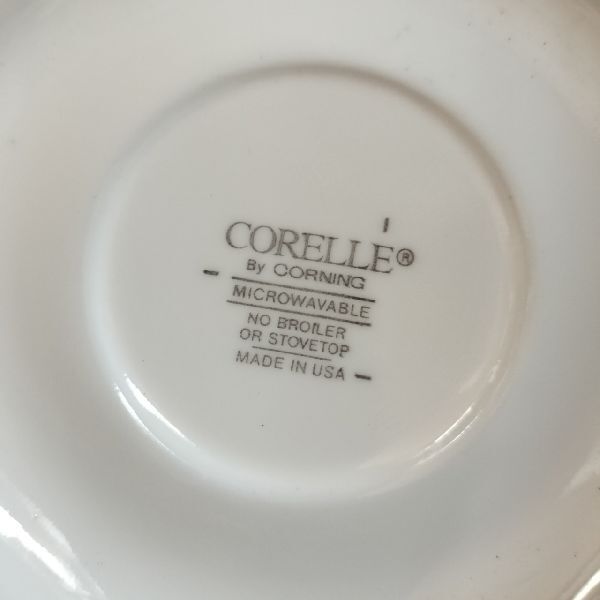 CORELLE®
By CORNING
MICROWAVABLE
NO BROILER
OR STOVETOP
MADE IN USA